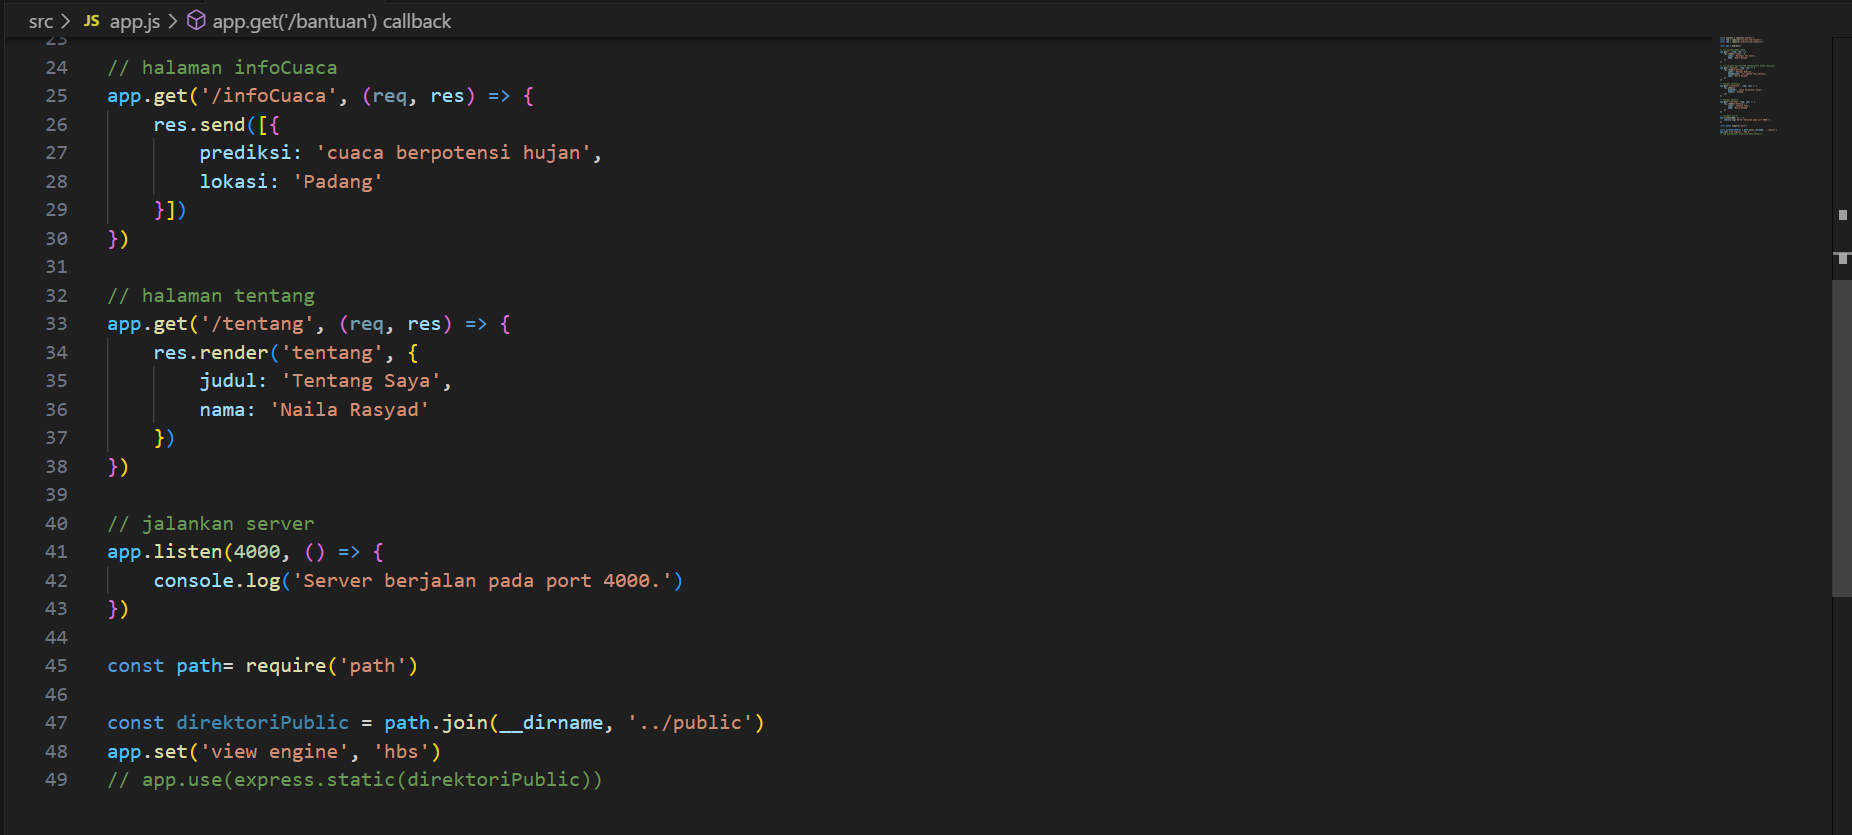 src > JS app.js > app.get('/bantuan') callback
23
24 // halaman infoCuaca
25 app.get('/infoCuaca', (req, res) => {
26     res.send([{
27         prediksi: 'cuaca berpotensi hujan',
28         lokasi: 'Padang'
29     }])
30 })
31
32 // halaman tentang
33 app.get('/tentang', (req, res) => {
34     res.render('tentang', {
35         judul: 'Tentang Saya',
36         nama: 'Naila Rasyad'
37     })
38 })
39
40 // jalankan server
41 app.listen(4000, () => {
42     console.log('Server berjalan pada port 4000.')
43 })
44
45 const path= require('path')
46
47 const direktoriPublic = path.join(__dirname, '../public')
48 app.set('view engine', 'hbs')
49 // app.use(express.static(direktoriPublic))